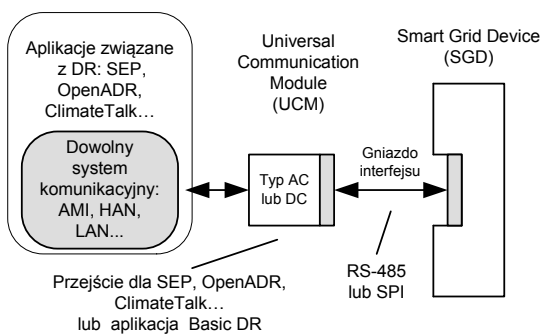 Aplikacje związane
z DR: SEP,
OpenADR,
ClimateTalk…
Dowolny
system
komunikacyjny:
AMI, HAN,
LAN...
Universal
Communication
Module
(UCM)
Typ AC
lub DC
Smart Grid Device
(SGD)
Gniazdo
interfejsu
RS-485
lub SPI
Przejście dla SEP, OpenADR,
ClimateTalk…
lub aplikacja Basic DR